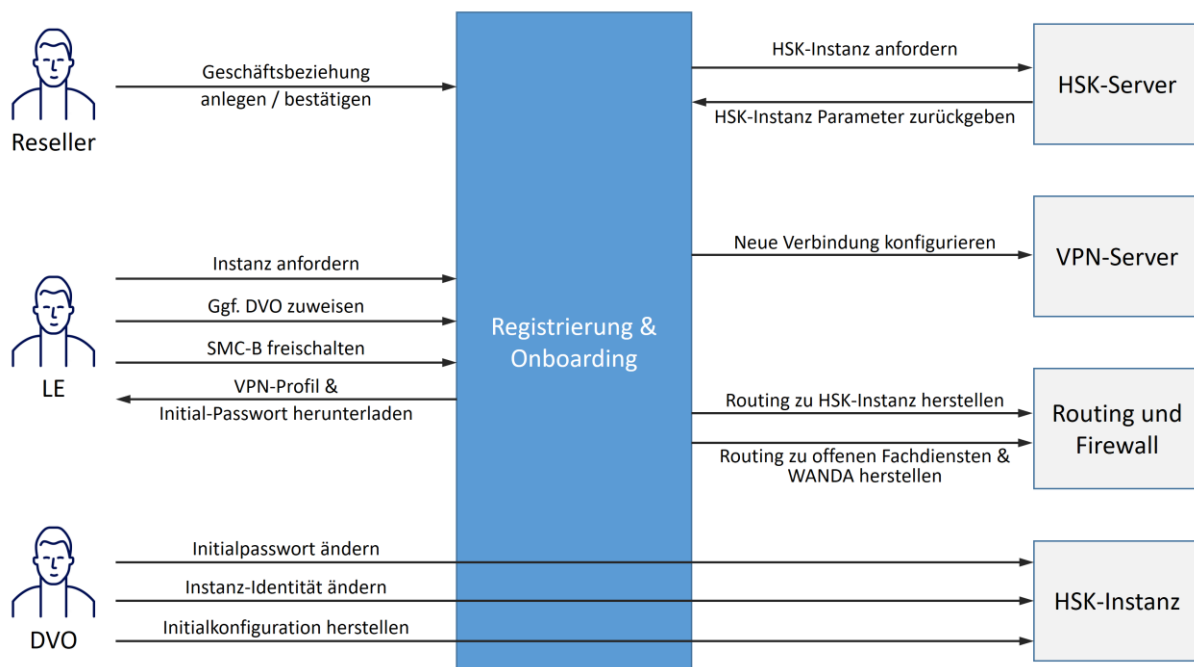 Geschäftsbeziehung
anlegen / bestätigen
Reseller
HSK-Instanz anfordern
HSK-Instanz Parameter zurückgeben
HSK-Server
Neue Verbindung konfigurieren
VPN-Server
Instanz anfordern
Ggf. DVO zuweisen
SMC-B freischalten
VPN-Profil &
Initial-Passwort herunterladen
LE
Registrierung &
Onboarding
Routing zu HSK-Instanz herstellen
Routing zu offenen Fachdiensten &
WANDA herstellen
Routing und
Firewall
Initialpasswort ändern
Instanz-Identität ändern
Initialkonfiguration herstellen
DVO
HSK-Instanz